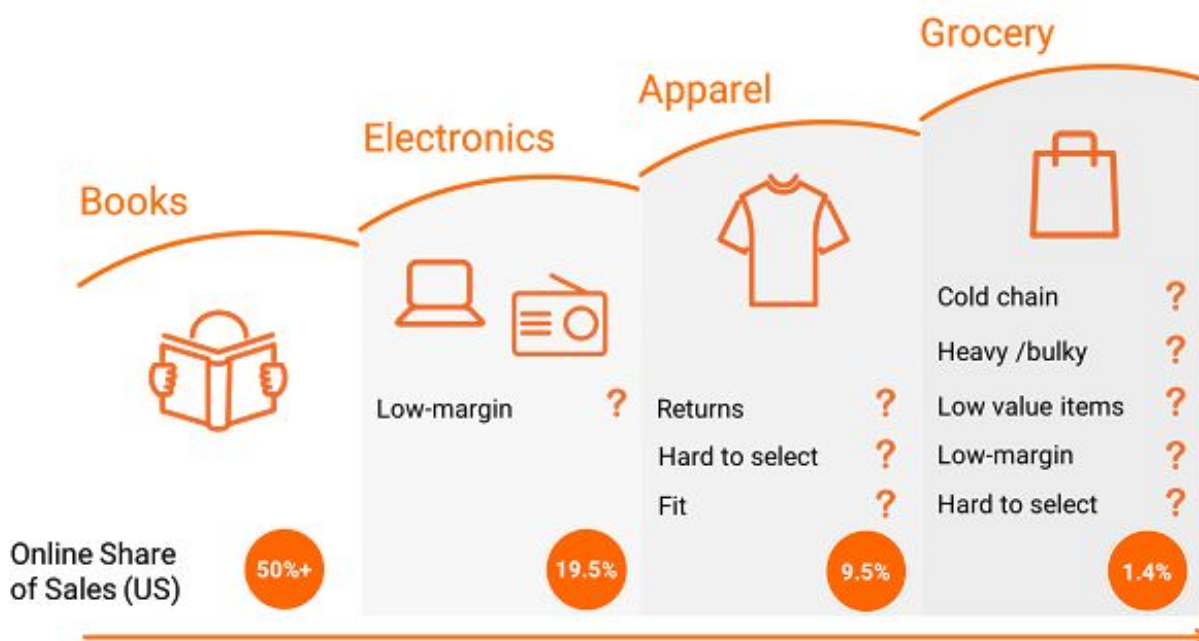 Grocery
Apparel
Electronics
Books
Low-margin ?
Returns ?
Hard to select ?
Fit ?
Cold chain ?
Heavy /bulky ?
Low value items ?
Low-margin ?
Hard to select ?
Online Share
of Sales (US)
50%+
19.5%
9.5%
1.4%